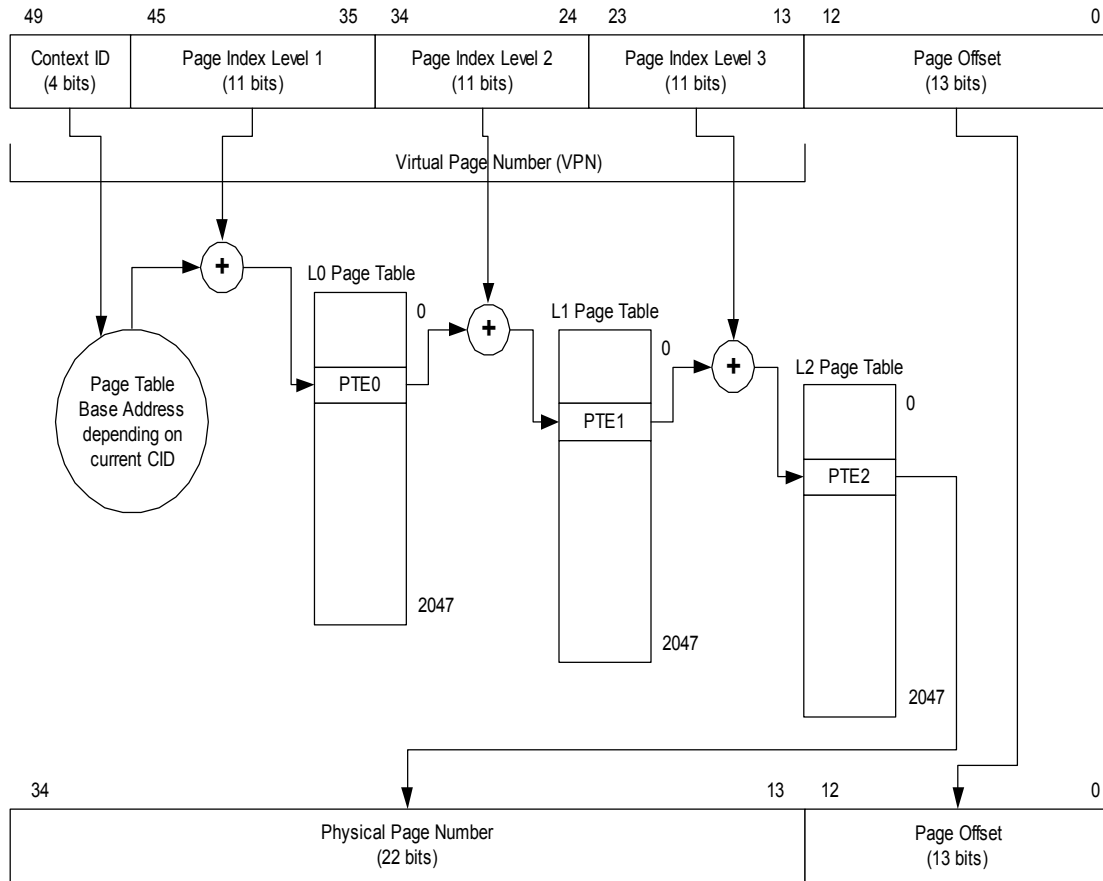 49 45 35 34 24 23 13 12 0
Context ID Page Index Level 1 Page Index Level 2 Page Index Level 3 Page Offset
(4 bits) (11 bits) (11 bits) (11 bits) (13 bits)
Virtual Page Number (VPN)
+
L0 Page Table
0
+
L1 Page Table
0
+
L2 Page Table
0
Page Table
Base Address
depending on
current CID
PTE0
PTE1
PTE2
2047
2047
2047
34 13 12 0
Physical Page Number Page Offset
(22 bits) (13 bits)